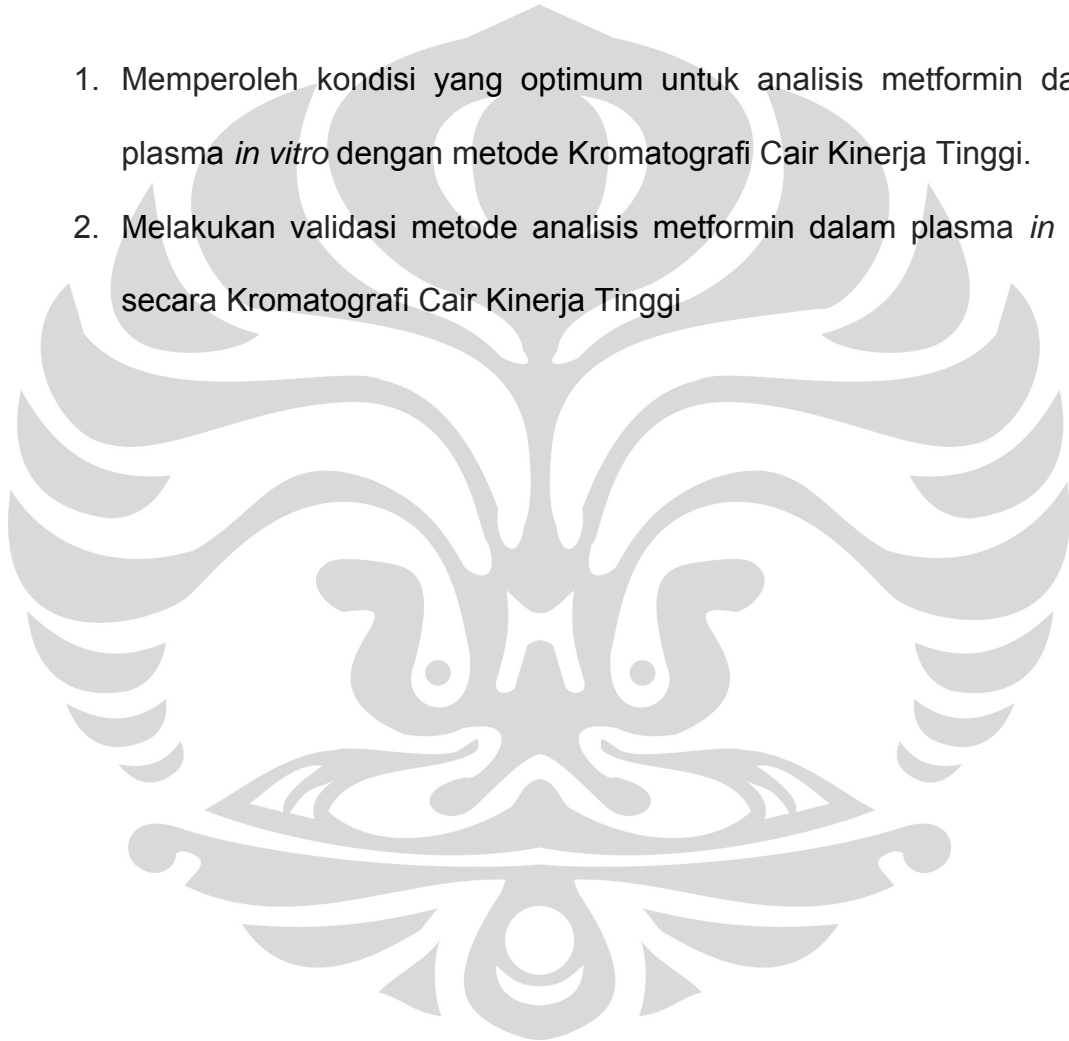 1. Memperoleh kondisi yang optimum untuk analisis metformin da
plasma in vitro dengan metode Kromatografi Cair Kinerja Tinggi.
2. Melakukan validasi metode analisis metformin dalam plasma in
secara Kromatografi Cair Kinerja Tinggi